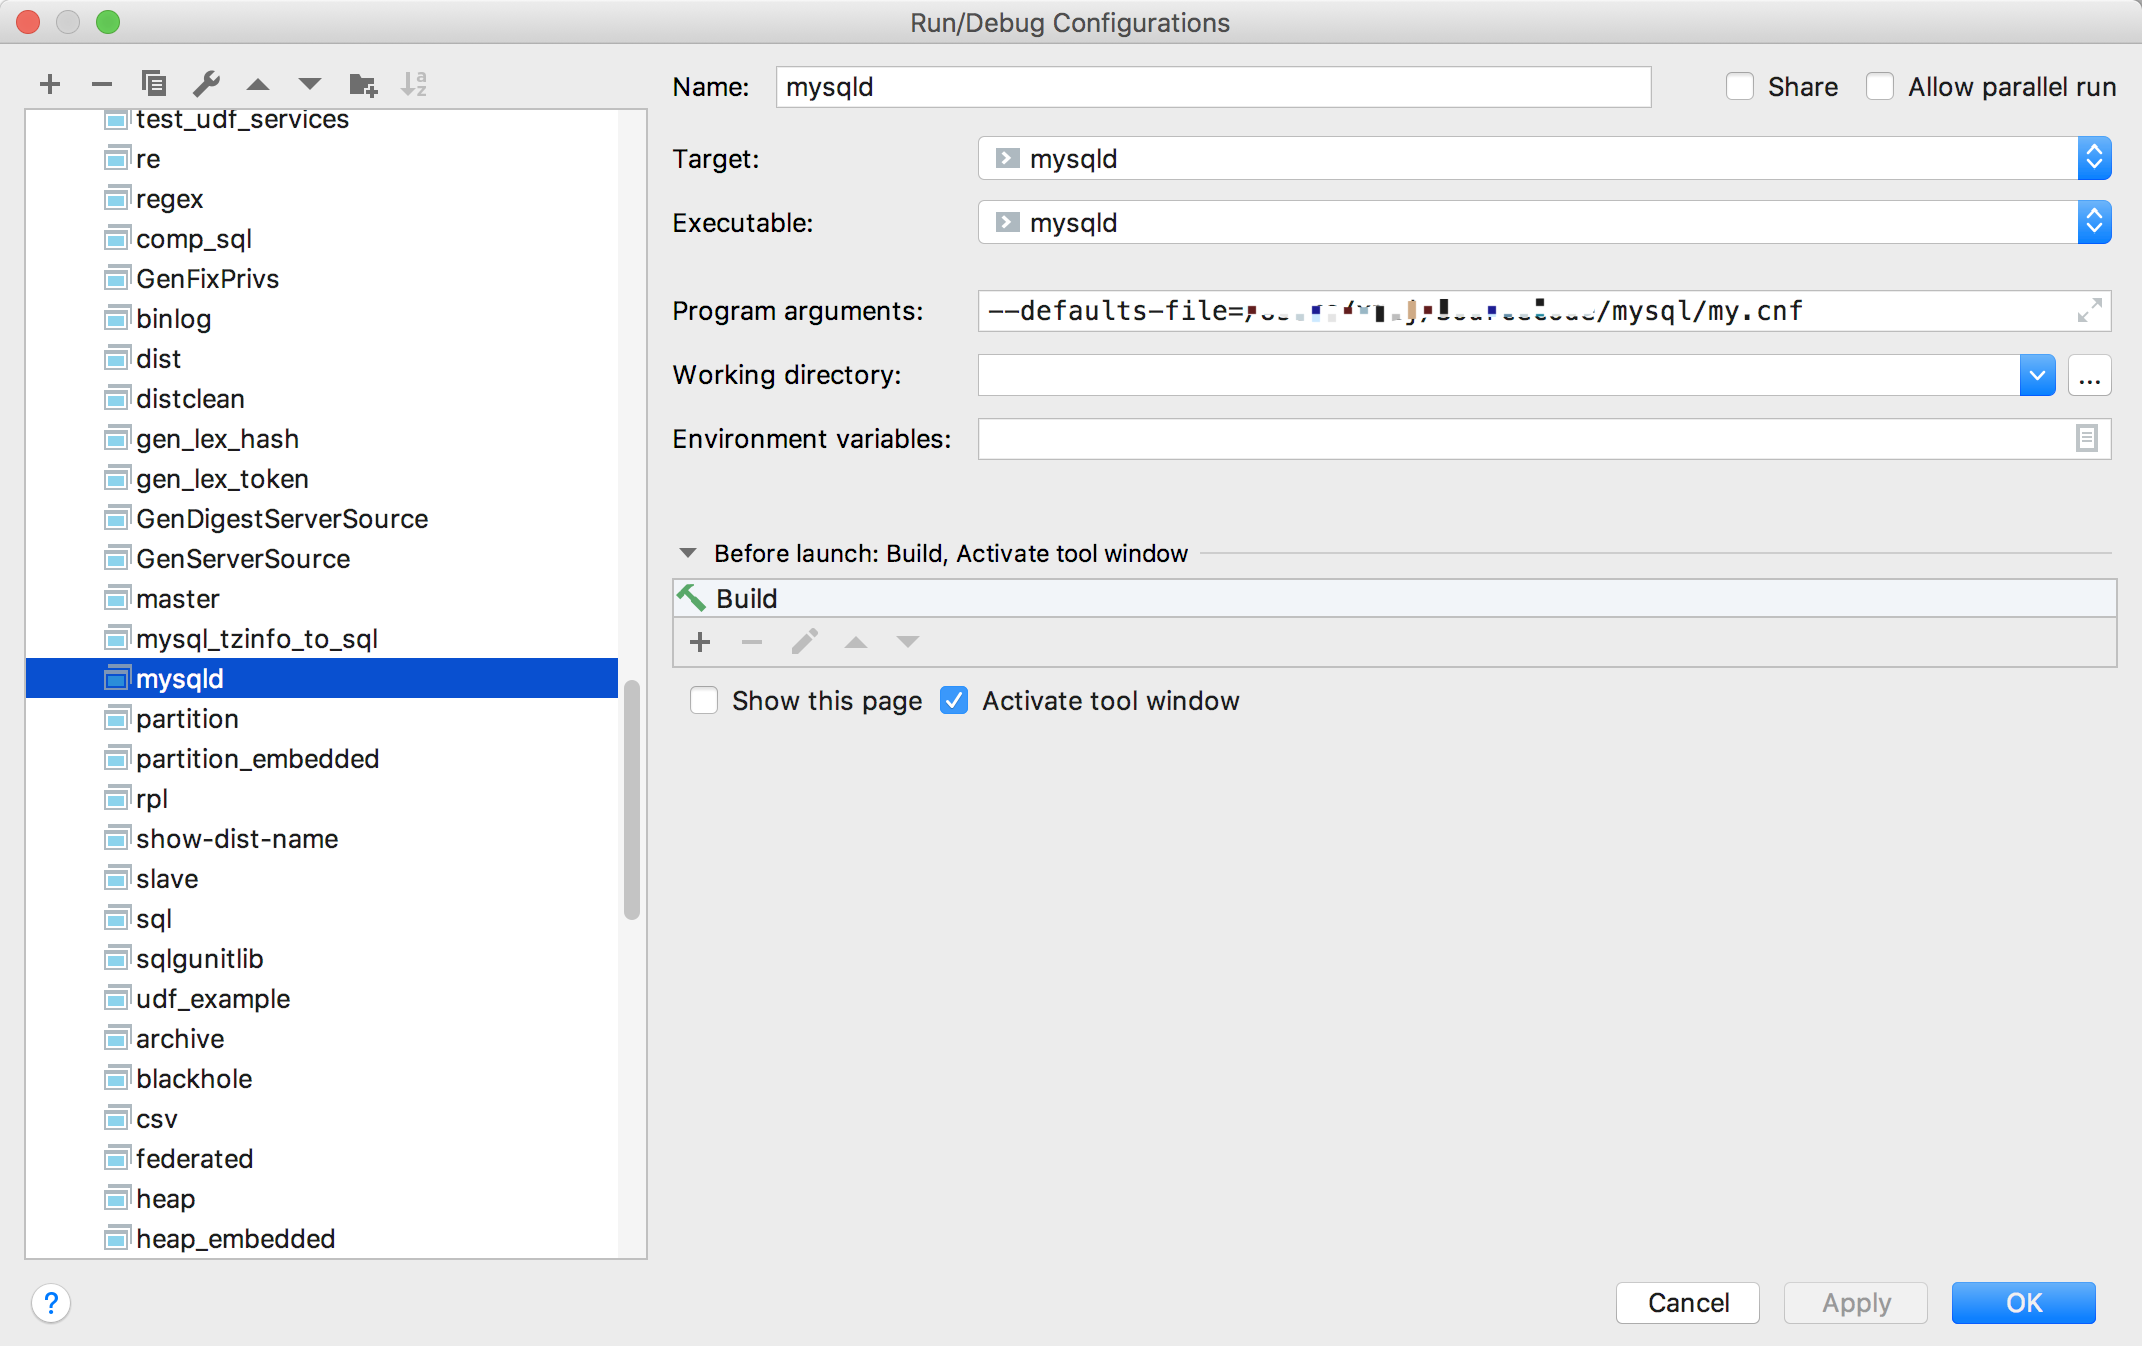 Run/Debug Configurations
test_udf_services
re
regex
comp_sql
GenFixPrivs
binlog
dist
distclean
gen_lex_hash
gen_lex_token
GenDigestServerSource
GenServerSource
master
mysql_tzinfo_to_sql
mysqld
partition
partition_embedded
rpl
show-dist-name
slave
sql
sqlgunitlib
udf_example
archive
blackhole
csv
federated
heap
heap_embedded
Name: mysqld
Share
Allow parallel run
Target: mysqld
Executable: mysqld
Program arguments: --defaults-file= /mysql/my.cnf
Working directory:
...
Environment variables:
Before launch: Build, Activate tool window
Build
Show this page
Activate tool window
?
Cancel
Apply
OK